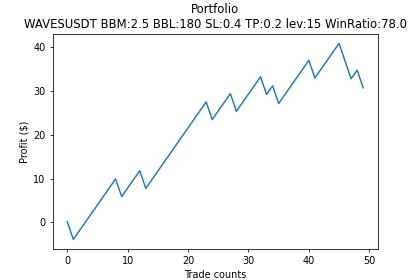 Portfolio
WAVESUSDT BBM:2.5 BBL:180 SL:0.4 TP:0.2 lev:15 WinRatio:78.0
Profit ($)
40
30
20
10
0
0 10 20 30 40 50
Trade counts